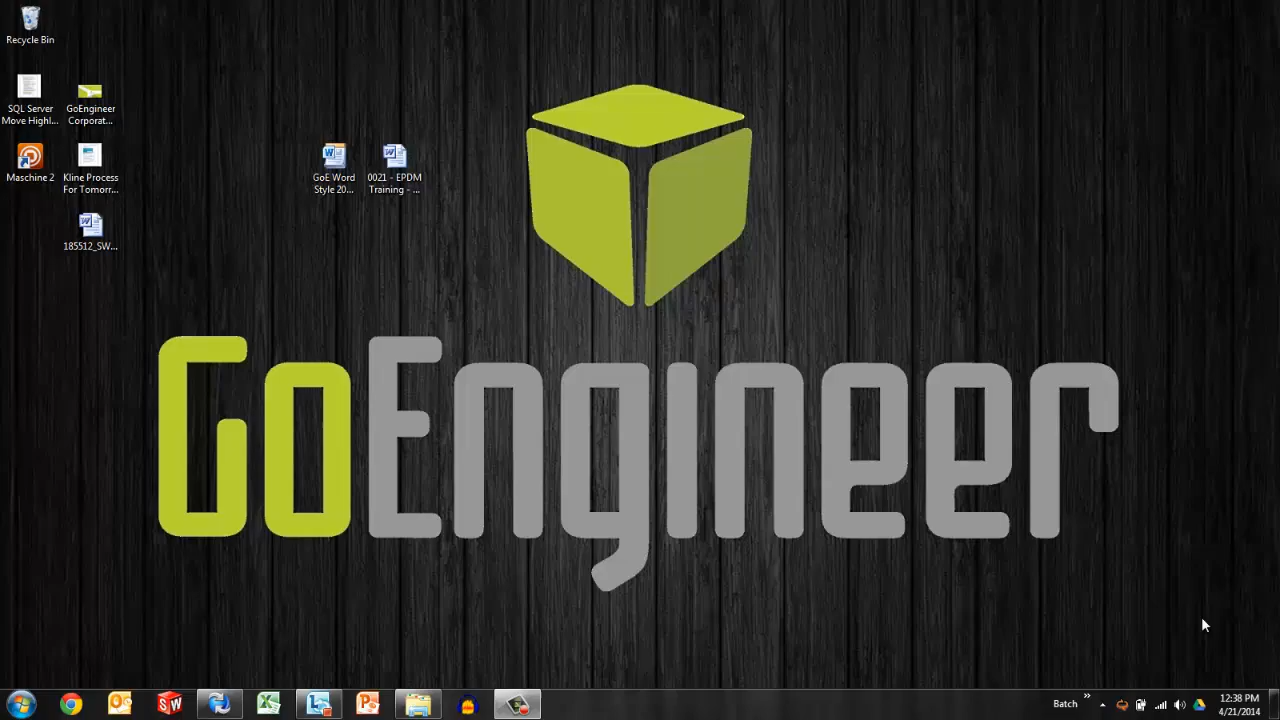 Recycle Bin
SQL Server
Move Highl...
GoEngineer
Corporat...
Maschine 2
Kline Process
For Tomorr...
185512_SW...
GoE Word
Style 20...
0021 - EPDM
Training - ...
GoEngineer
Batch
12:38 PM
4/21/2014